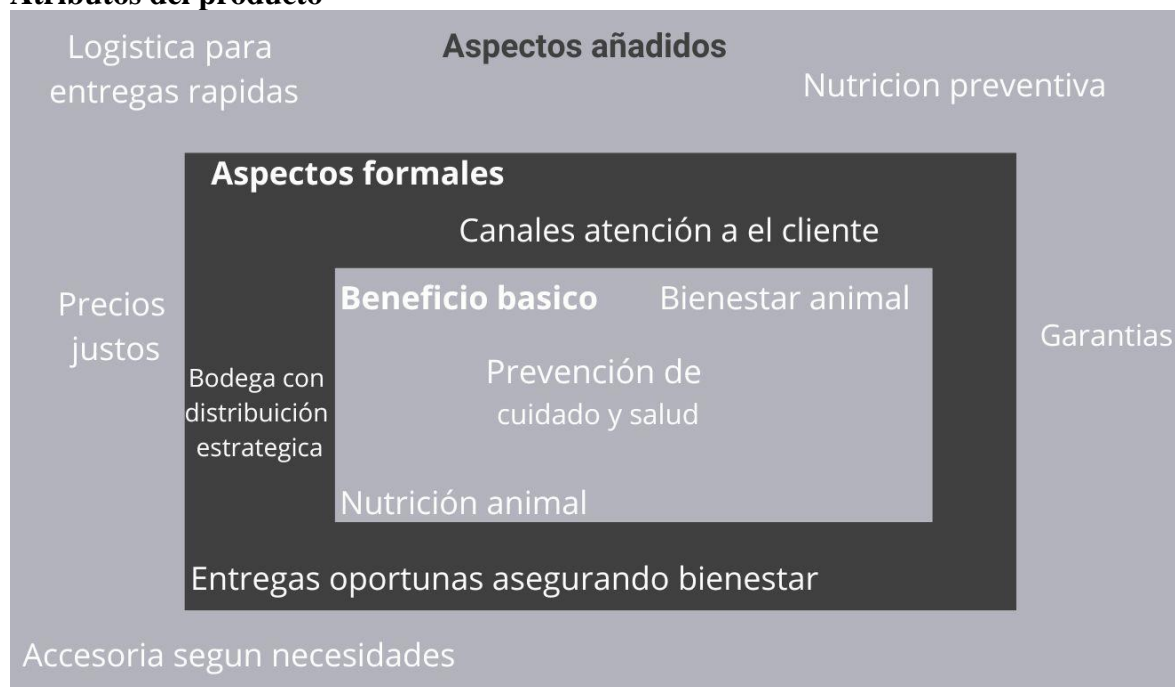 Atributos del producto
Logistica para
entregas rapidas
Aspectos añadidos
Nutricion preventiva
Aspectos formales
Canales atención a el cliente
Precios
justos
Beneficio basico
Bienestar animal
Garantias
Bodega con
distribuición
estrategica
Prevención de
cuidado y salud
Nutrición animal
Entregas oportunas asegurando bienestar
Accesoria segun necesidades